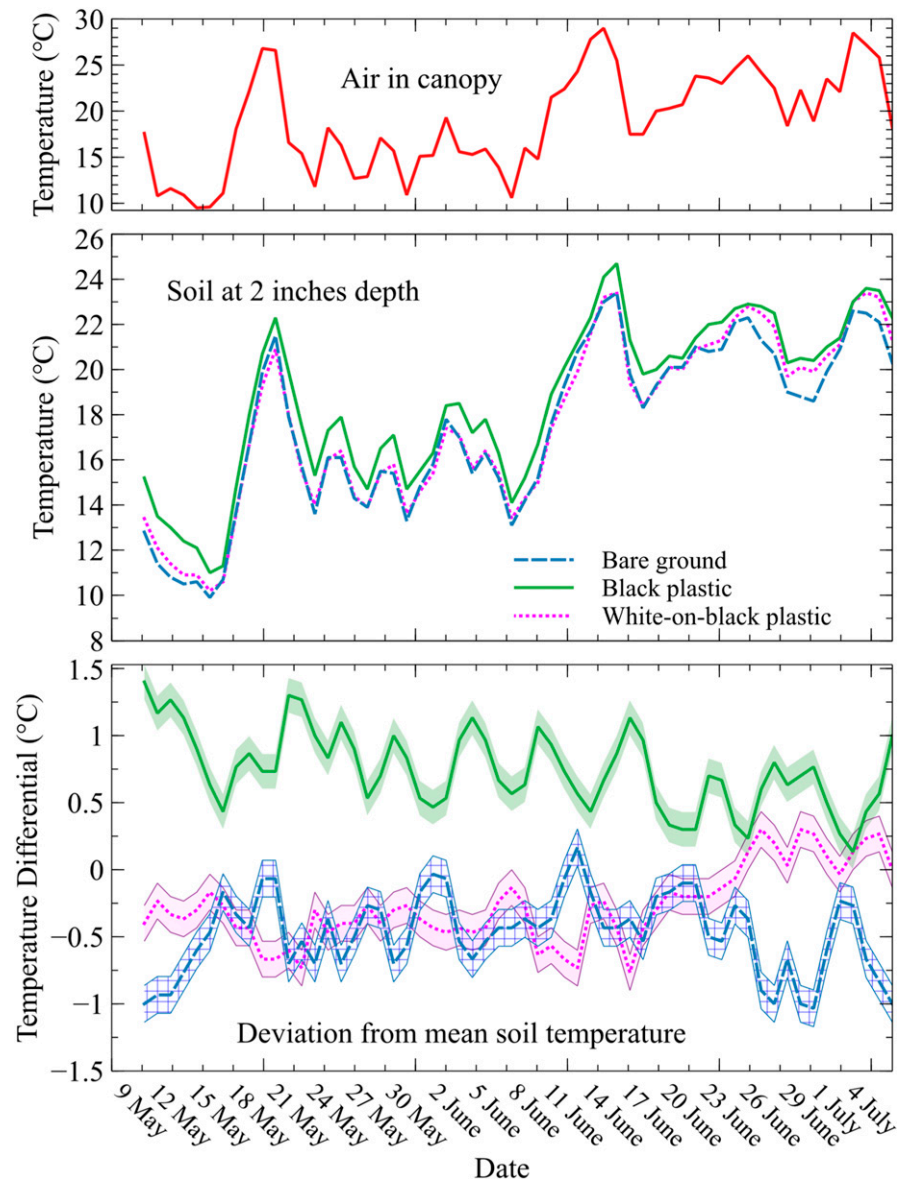 30
25
20
15
10
Temperature (°C)
Air in canopy
26
24
22
20
18
16
14
12
10
8
Temperature (°C)
Soil at 2 inches depth
Bare ground
Black plastic
White-on-black plastic
1.5
1
0.5
0
−0.5
−1
−1.5
Temperature Differential (°C)
Deviation from mean soil temperature
9 May
12 May
15 May
18 May
21 May
24 May
27 May
30 May
2 June
5 June
8 June
11 June
14 June
17 June
20 June
23 June
26 June
29 June
1 July
4 July
Date